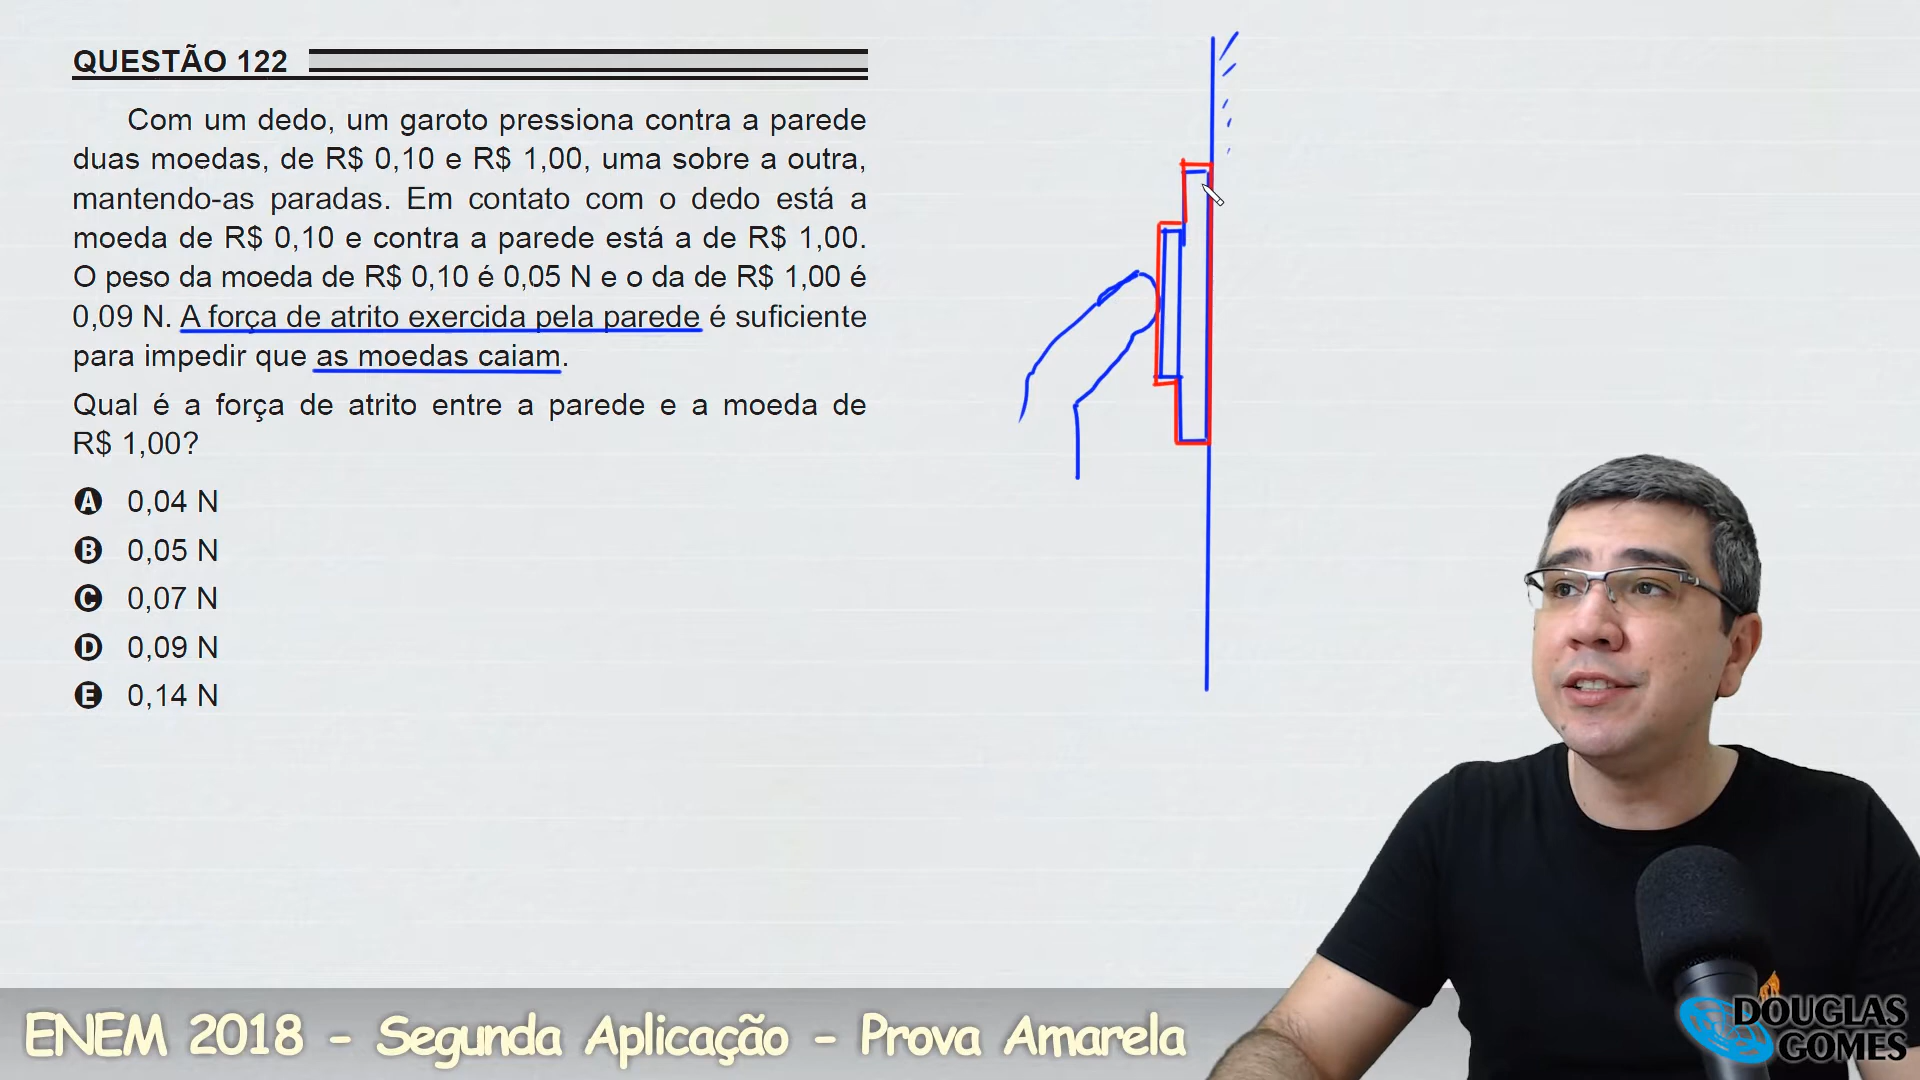 QUESTÃO 122
Com um dedo, um garoto pressiona contra a parede
duas moedas, de R$ 0,10 e R$ 1,00, uma sobre a outra,
mantendo-as paradas. Em contato com o dedo está a
moeda de R$ 0,10 e contra a parede está a de R$ 1,00.
O peso da moeda de R$ 0,10 é 0,05 N e o da de R$ 1,00 é
0,09 N. A força de atrito exercida pela parede é suficiente
para impedir que as moedas caiam.
Qual é a força de atrito entre a parede e a moeda de
R$ 1,00?
A 0,04 N
B 0,05 N
C 0,07 N
D 0,09 N
E 0,14 N
ENEM 2018 - Segunda Aplicação - Prova Amarela
DOUGLAS
GOMES